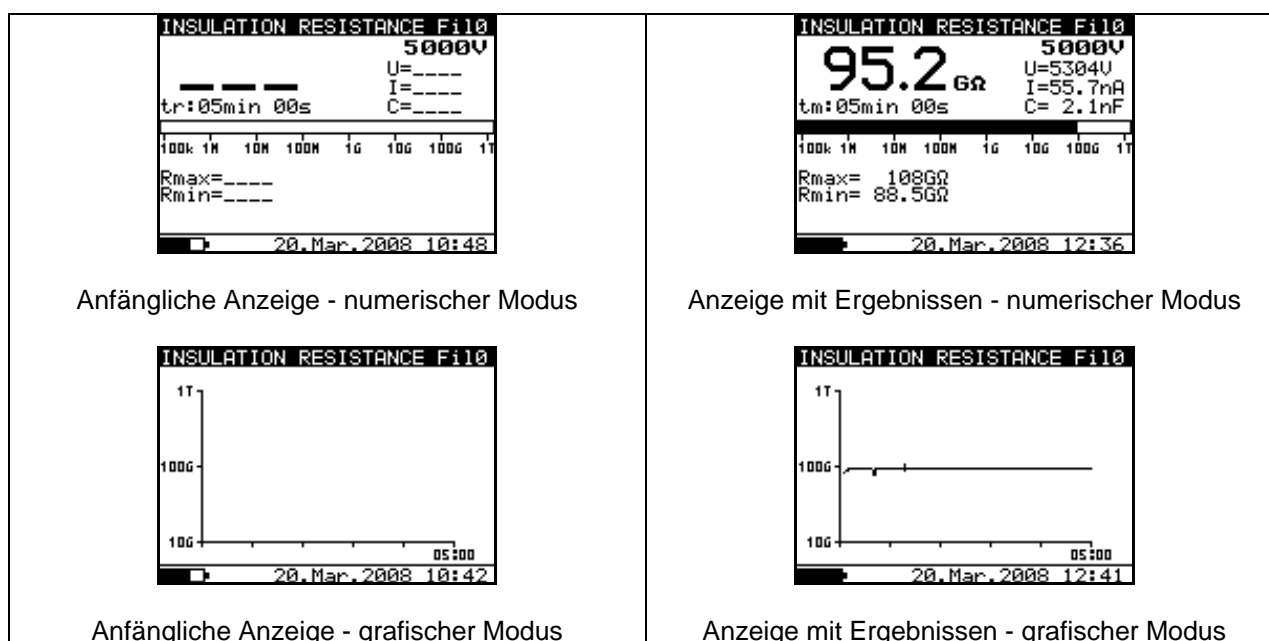 INSULATION RESISTANCE Fil0
5000V
U=____
I=____
tr:05min 00s C=____
100k 1M 10M 100M 1G 10G 100G 1T
Rmax=____
Rmin=____
20.Mar.2008 10:48
Anfängliche Anzeige - numerischer Modus
INSULATION RESISTANCE Fil0
5000V
95.2 GΩ U=5304V
I=55.7nA
tm:05min 00s C= 2.1nF
100k 1M 10M 100M 1G 10G 100G 1T
Rmax= 108GΩ
Rmin= 88.5GΩ
20.Mar.2008 12:36
Anzeige mit Ergebnissen - numerischer Modus
INSULATION RESISTANCE Fil0
1T
100G
10G
05:00
20.Mar.2008 10:42
Anfängliche Anzeige - grafischer Modus
INSULATION RESISTANCE Fil0
1T
100G
10G
05:00
20.Mar.2008 12:41
Anzeige mit Ergebnissen - grafischer Modus